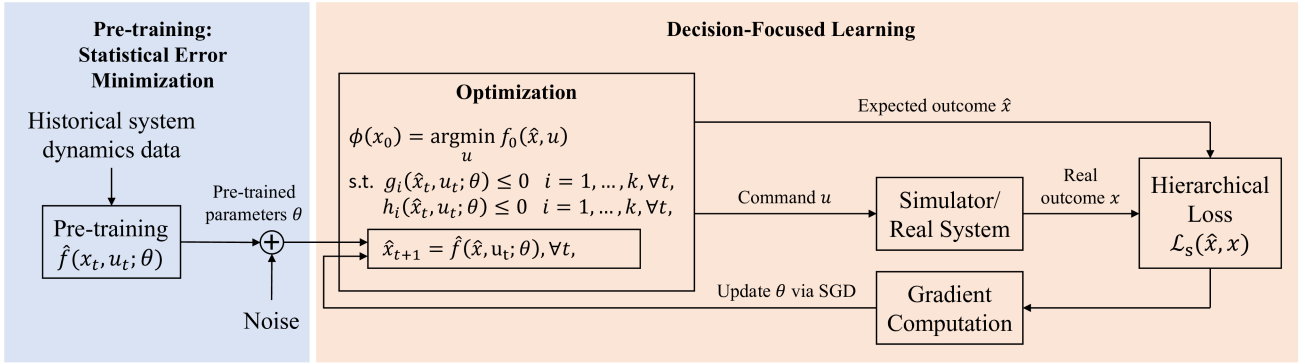 Pre-training:
Statistical Error
Minimization
Historical system
dynamics data
Pre-training
f̂(x_t, u_t; θ)
Pre-trained
parameters θ
+
Noise
Decision-Focused Learning
Optimization
ϕ(x_0) = argmin f_0(x̂, u)
u
s.t. g_i(x̂_t, u_t; θ) ≤ 0 i = 1, …, k, ∀t,
h_i(x̂_t, u_t; θ) ≤ 0 i = 1, …, k, ∀t,
x̂_{t+1} = f̂(x̂, u_t; θ), ∀t,
Expected outcome x̂
Command u
Simulator/
Real System
Real
outcome x
Hierarchical
Loss
ℒ_s(x̂, x)
Update θ via SGD
Gradient
Computation